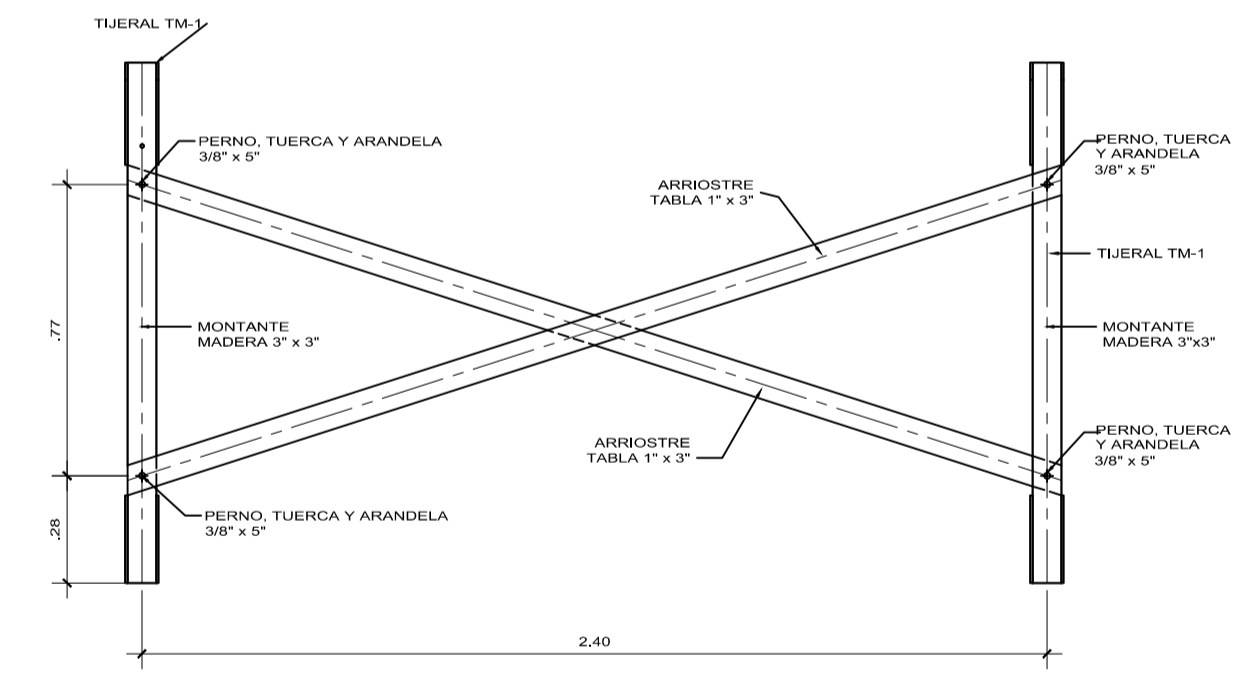 TIJERAL TM-1
PERNO, TUERCA Y ARANDELA
3/8" x 5"
PERNO, TUERCA
Y ARANDELA
3/8" x 5"
ARRIOSTRE
TABLA 1" x 3"
TIJERAL TM-1
.77
MONTANTE
MADERA 3" x 3"
MONTANTE
MADERA 3"x3"
ARRIOSTRE
TABLA 1" x 3"
PERNO, TUERCA
Y ARANDELA
3/8" x 5"
.28
PERNO, TUERCA Y ARANDELA
3/8" x 5"
2.40